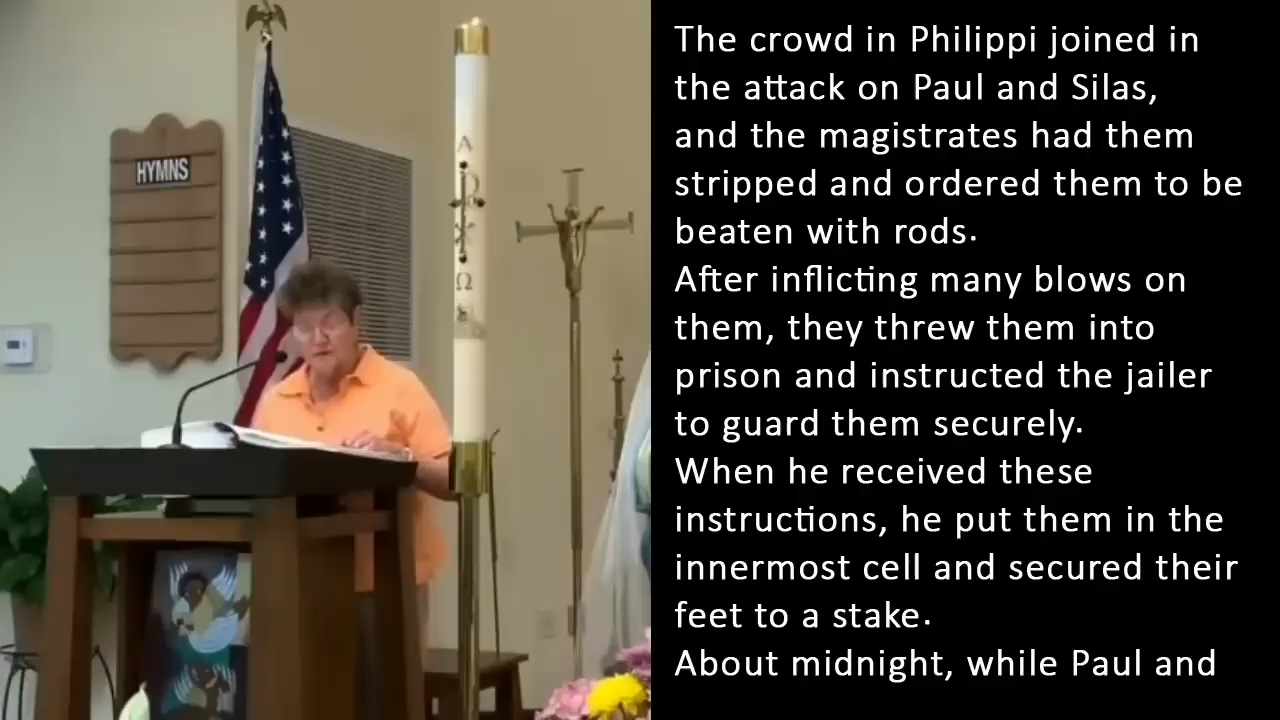 HYMNS
Α
Ω
The crowd in Philippi joined in
the attack on Paul and Silas,
and the magistrates had them
stripped and ordered them to be
beaten with rods.
After inflicting many blows on
them, they threw them into
prison and instructed the jailer
to guard them securely.
When he received these
instructions, he put them in the
innermost cell and secured their
feet to a stake.
About midnight, while Paul and